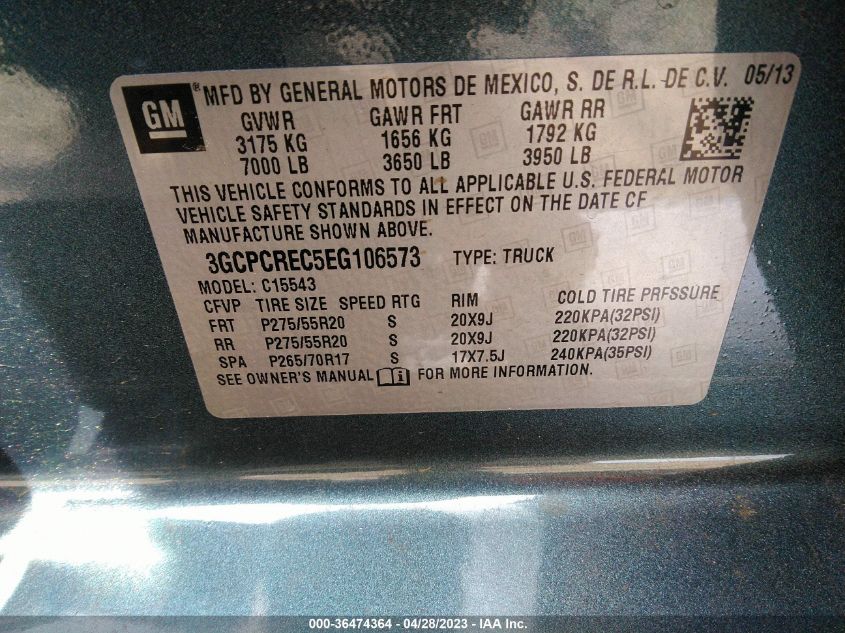 GM ® MFD BY GENERAL MOTORS DE MEXICO, S. DE R.L. DE C.V. 05/13
GVWR GAWR FRT GAWR RR
3175 KG 1656 KG 1792 KG
7000 LB 3650 LB 3950 LB
THIS VEHICLE CONFORMS TO ALL APPLICABLE U.S. FEDERAL MOTOR
VEHICLE SAFETY STANDARDS IN EFFECT ON THE DATE OF
MANUFACTURE SHOWN ABOVE.
3GCPCREC5EG106573 TYPE: TRUCK
MODEL: C15543
CFVP TIRE SIZE SPEED RTG RIM COLD TIRE PRESSURE
FRT P275/55R20 S 20X9J 220KPA(32PSI)
RR P275/55R20 S 20X9J 220KPA(32PSI)
SPA P265/70R17 S 17X7.5J 240KPA(35PSI)
SEE OWNER'S MANUAL FOR MORE INFORMATION.
000-36474364 - 04/28/2023 - IAA Inc.